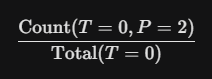 Count(T = 0, P = 2)
Total(T = 0)